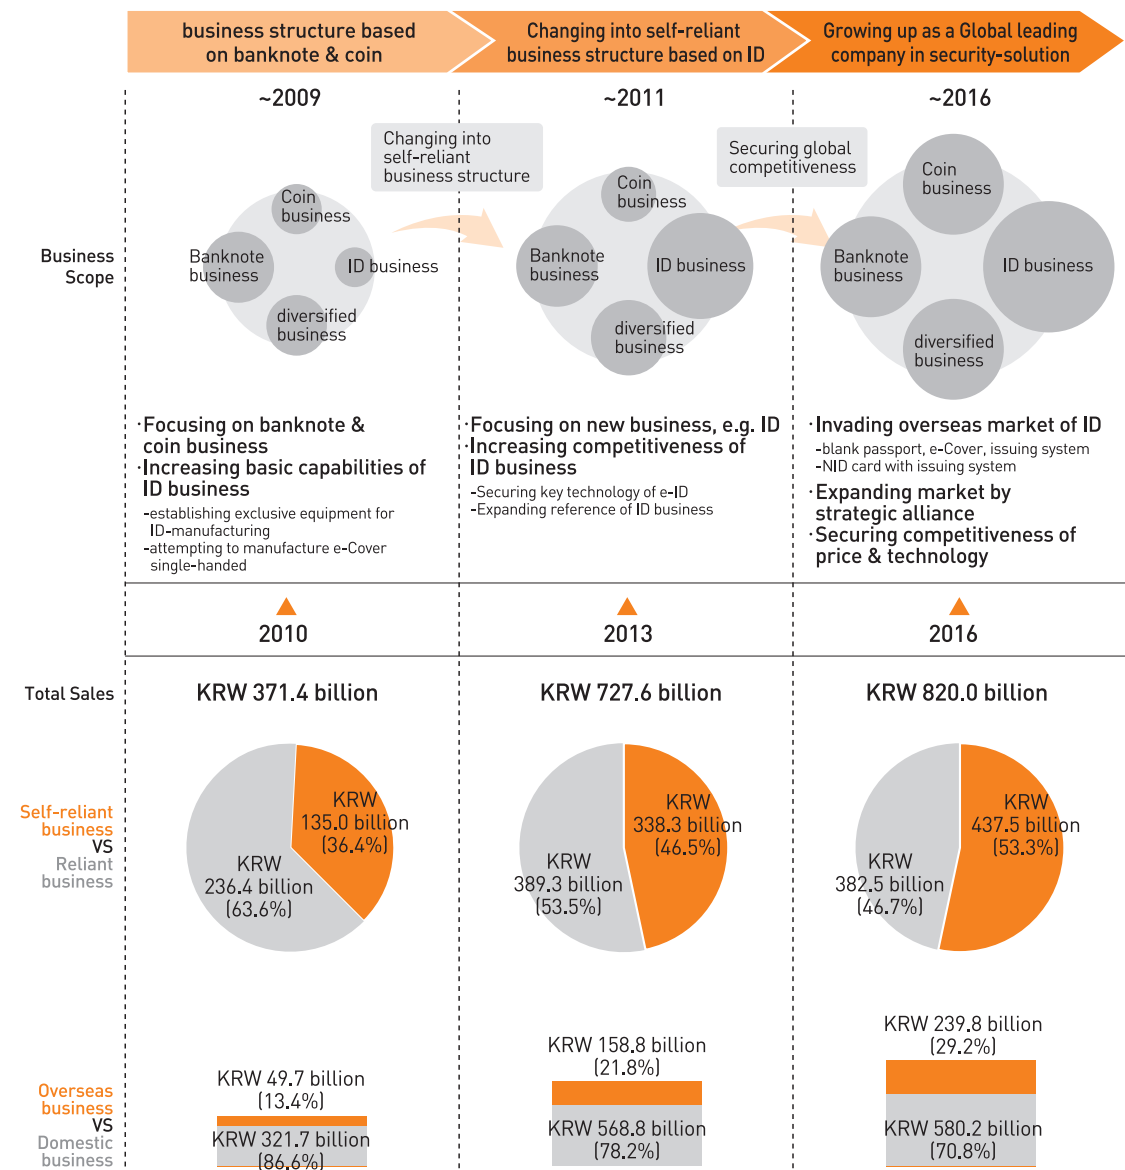 business structure based
on banknote & coin
Changing into self-reliant
business structure based on ID
Growing up as a Global leading
company in security-solution
~2009
~2011
~2016
Changing into
self-reliant
business structure
Securing global
competitiveness
Business
Scope
Coin
business
Banknote
business
ID business
diversified
business
Coin
business
Banknote
business
ID business
diversified
business
Coin
business
Banknote
business
ID business
diversified
business
·Focusing on banknote &
coin business
·Increasing basic capabilities of
ID business
-establishing exclusive equipment for
ID-manufacturing
-attempting to manufacture e-Cover
single-handed
·Focusing on new business, e.g. ID
·Increasing competitiveness of
ID business
-Securing key technology of e-ID
-Expanding reference of ID business
·Invading overseas market of ID
-blank passport, e-Cover, issuing system
-NID card with issuing system
·Expanding market by
strategic alliance
·Securing competitiveness of
price & technology
2010
2013
2016
Total Sales
KRW 371.4 billion
KRW 727.6 billion
KRW 820.0 billion
Self-reliant
business
VS
Reliant
business
KRW
135.0 billion
(36.4%)
KRW
236.4 billion
(63.6%)
KRW
338.3 billion
(46.5%)
KRW
389.3 billion
(53.5%)
KRW
437.5 billion
(53.3%)
KRW
382.5 billion
(46.7%)
Overseas
business
VS
Domestic
business
KRW 49.7 billion
(13.4%)
KRW 321.7 billion
(86.6%)
KRW 158.8 billion
(21.8%)
KRW 568.8 billion
(78.2%)
KRW 239.8 billion
(29.2%)
KRW 580.2 billion
(70.8%)